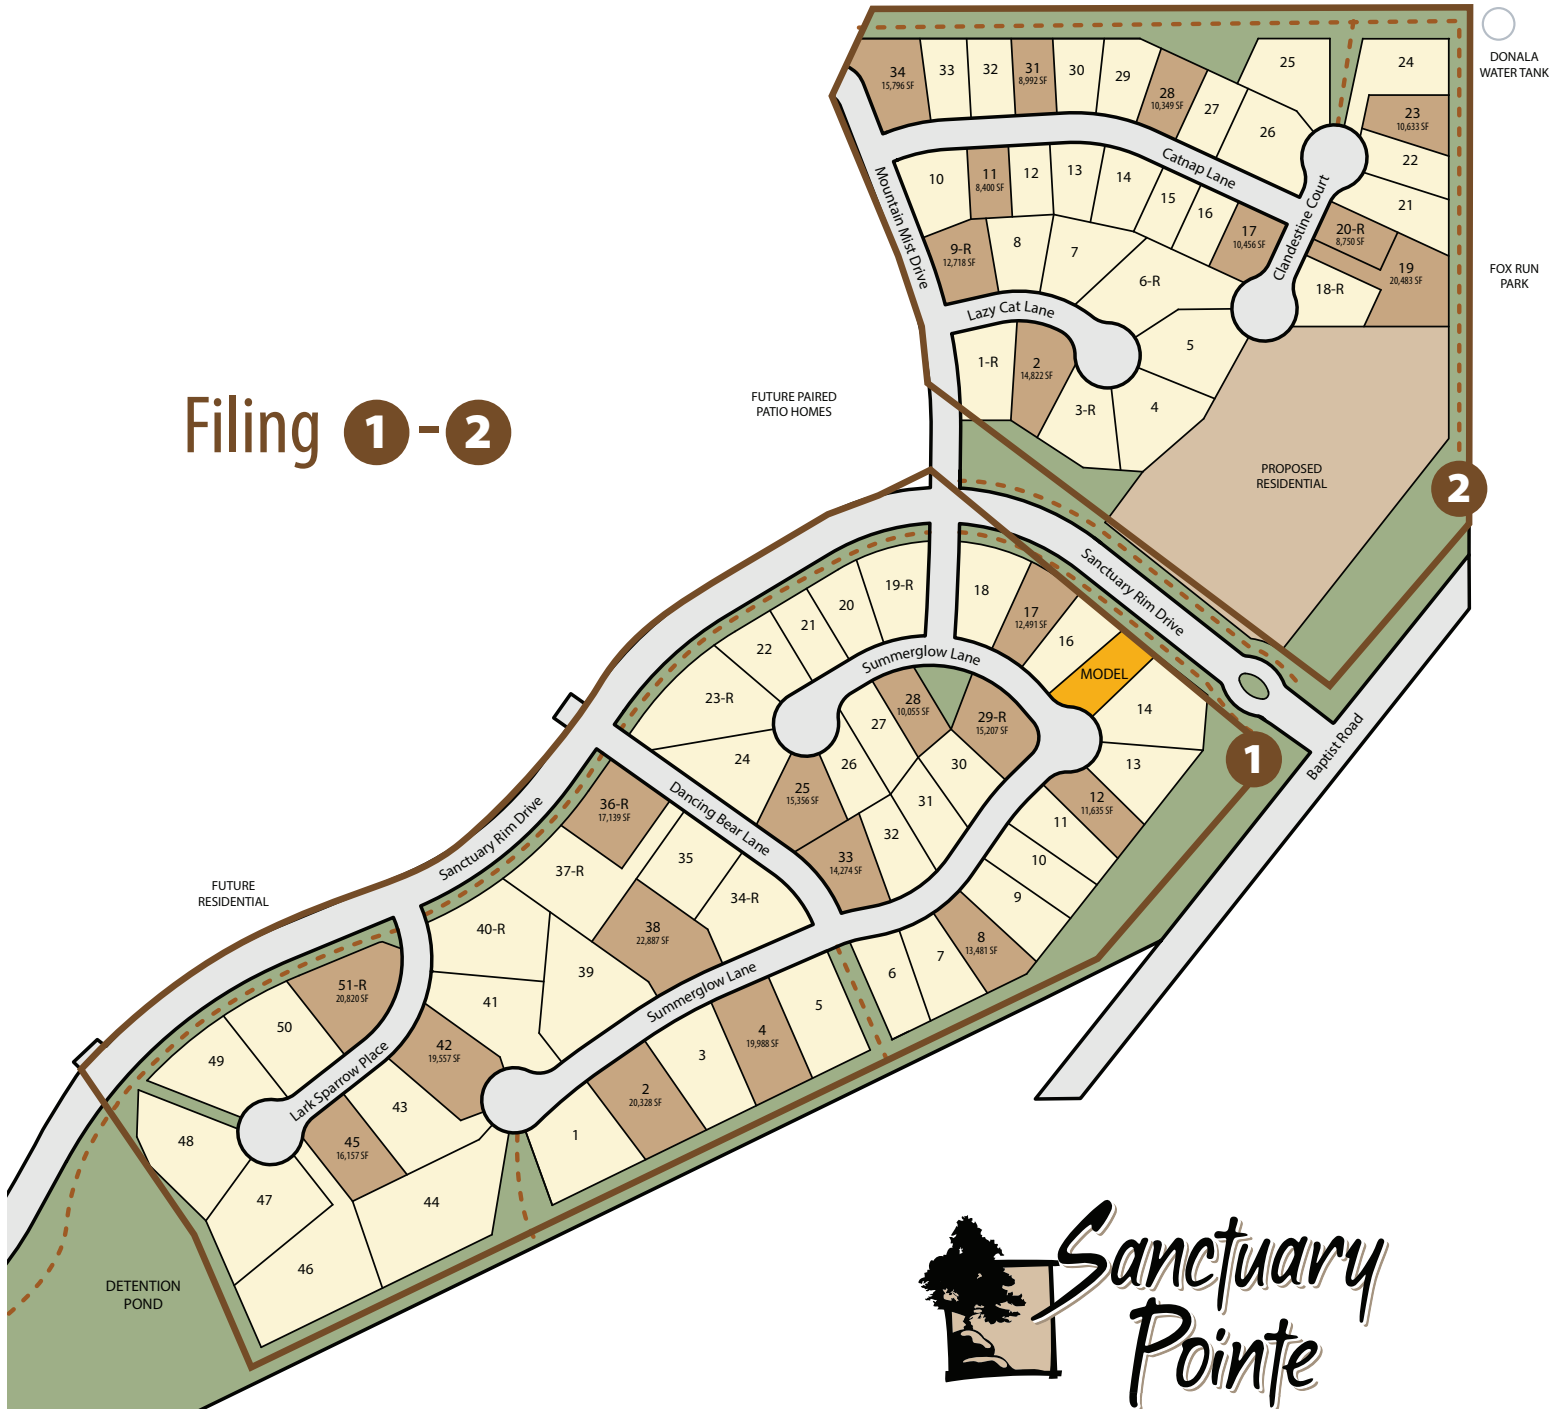 DONALA
WATER TANK
34
15,796 SF
33
32
31
8,992 SF
30
29
28
10,349 SF
27
26
25
24
23
10,633 SF
22
21
20-R
8,750 SF
19
20,483 SF
18-R
Catnap Lane
Clandestine Court
Mountain Mist Drive
10
11
8,400 SF
12
13
14
15
16
17
10,456 SF
9-R
12,718 SF
8
7
6-R
5
Lazy Cat Lane
1-R
2
14,822 SF
3-R
4
FOX RUN
PARK
FUTURE PAIRED
PATIO HOMES
Filing 1-2
PROPOSED
RESIDENTIAL
2
Sanctuary Rim Drive
18
17
12,491 SF
16
MODEL
14
13
12
11,635 SF
11
10
9
8
13,481 SF
7
6
1
Baptist Road
19-R
20
21
22
23-R
24
Summerglow Lane
25
15,356 SF
26
27
28
10,055 SF
29-R
15,207 SF
30
31
32
33
14,274 SF
Dancing Bear Lane
Sanctuary Rim Drive
36-R
17,139 SF
35
34-R
37-R
38
22,887 SF
39
40-R
41
42
19,557 SF
43
44
45
16,157 SF
46
47
48
49
50
51-R
20,820 SF
Lark Sparrow Place
Summerglow Lane
5
4
19,988 SF
3
2
20,328 SF
1
FUTURE
RESIDENTIAL
DETENTION
POND
Sanctuary
Pointe